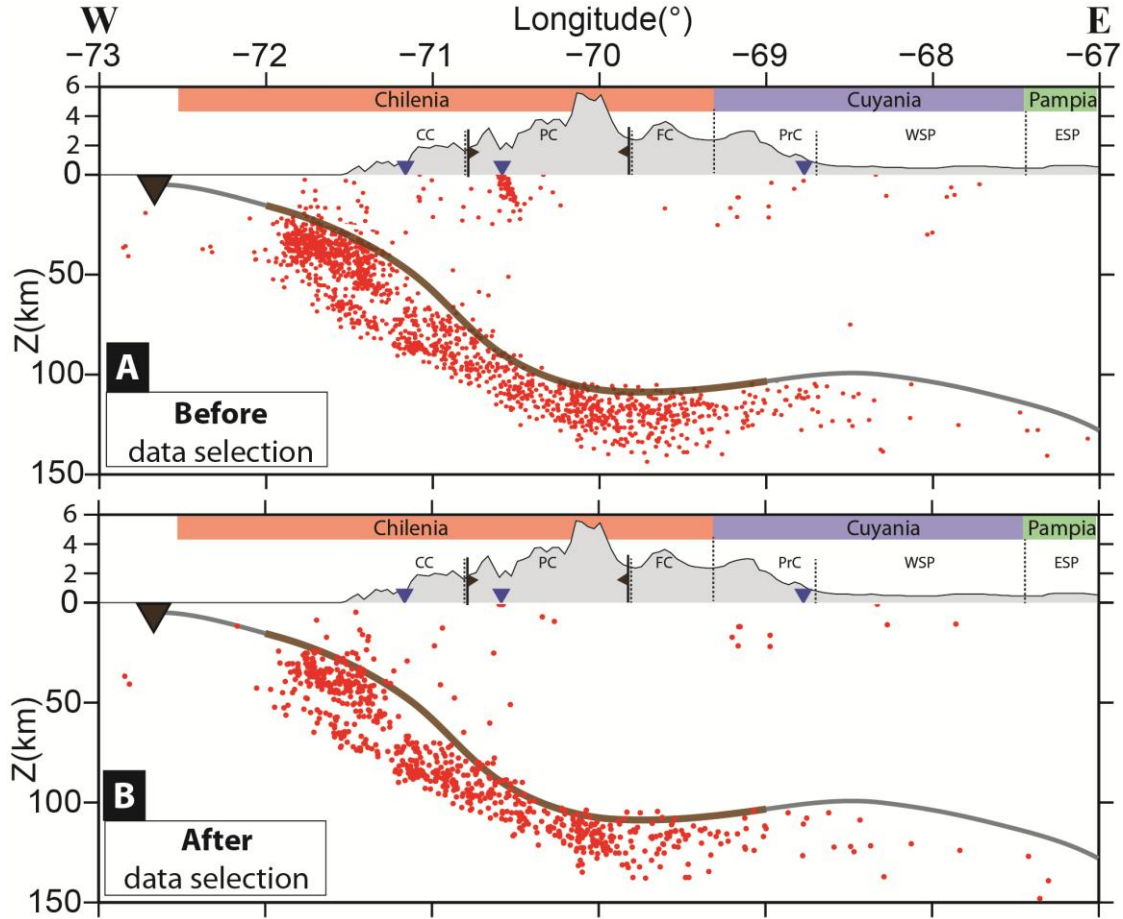 W Longitude(°) E
−73 −72 −71 −70 −69 −68 −67
6
Chilenia Cuyania Pampia
4
CC PC FC PrC WSP ESP
2
0
50
Z(km)
100
A
Before
data selection
150
6
Chilenia Cuyania Pampia
4
CC PC FC PrC WSP ESP
2
0
50
Z(km)
100
B
After
data selection
150